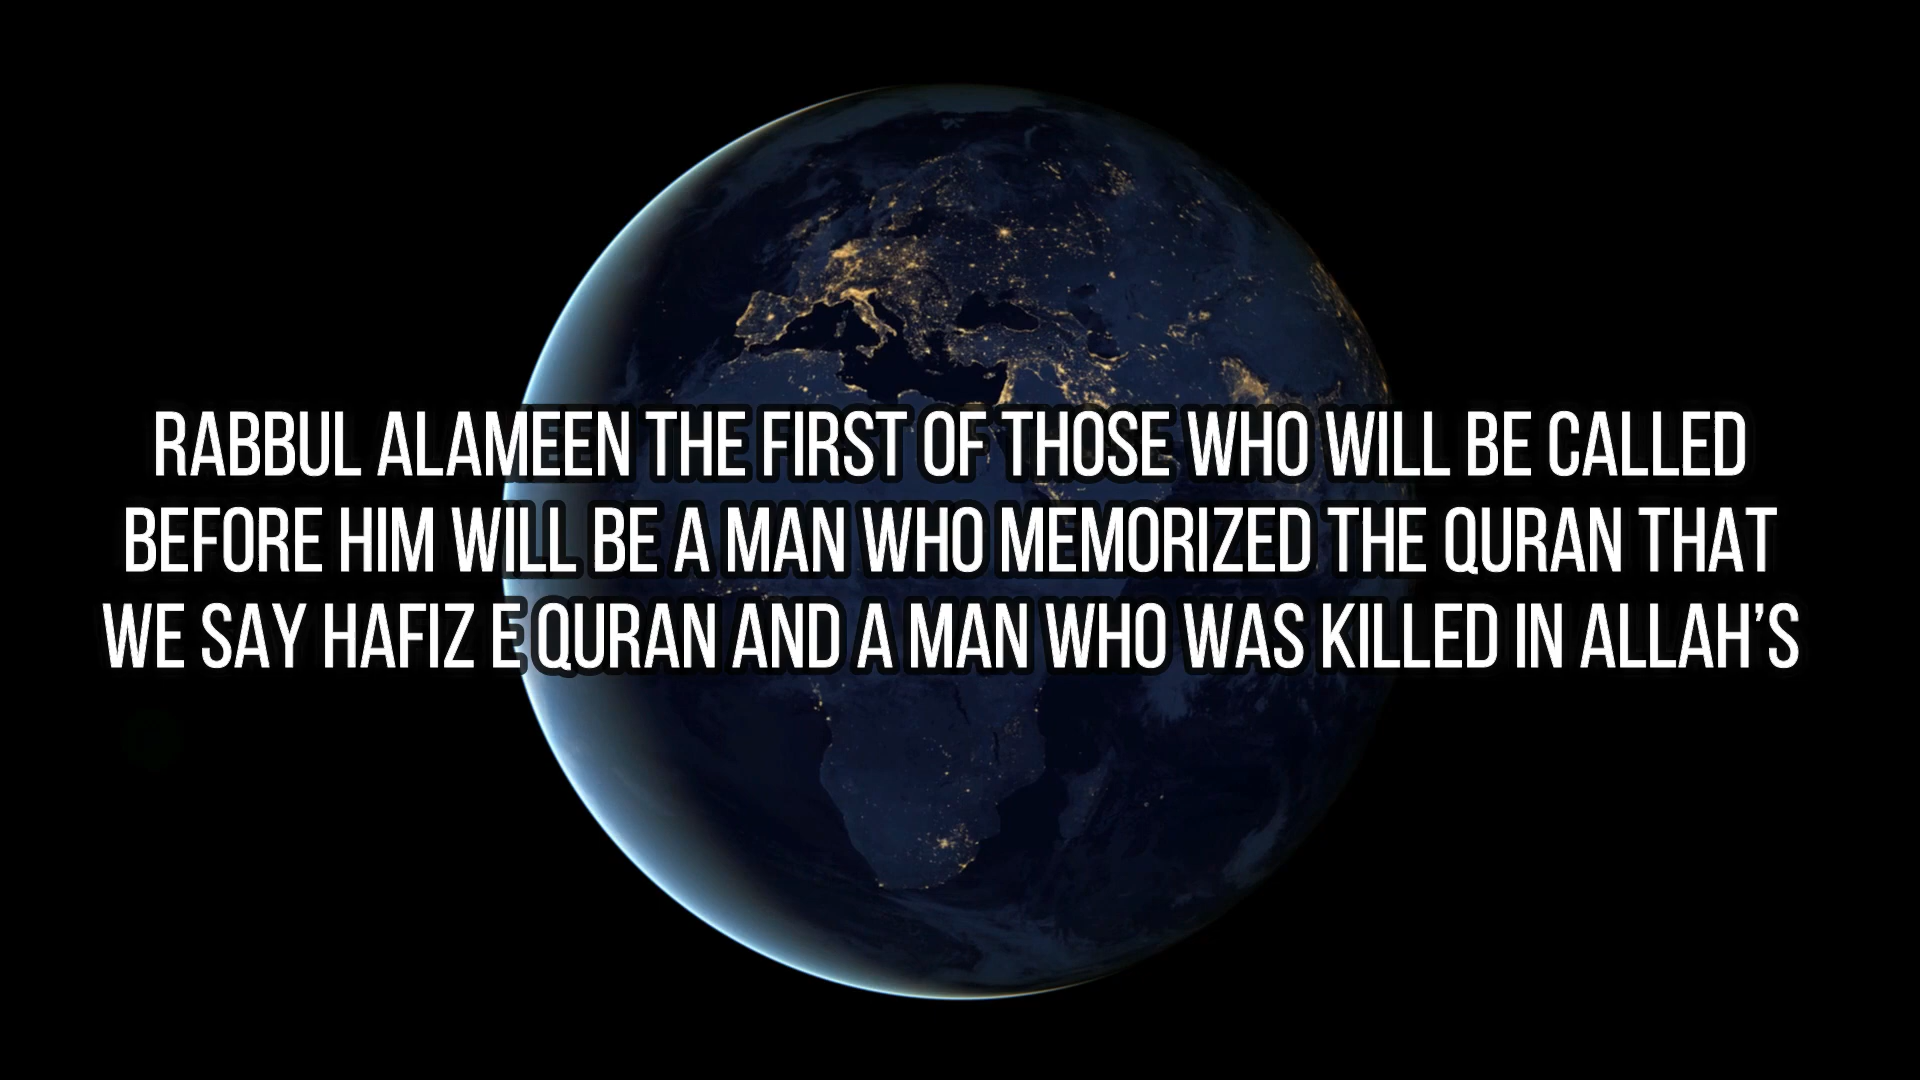 RABBUL ALAMEEN THE FIRST OF THOSE WHO WILL BE CALLED
BEFORE HIM WILL BE A MAN WHO MEMORIZED THE QURAN THAT
WE SAY HAFIZ E QURAN AND A MAN WHO WAS KILLED IN ALLAH’S